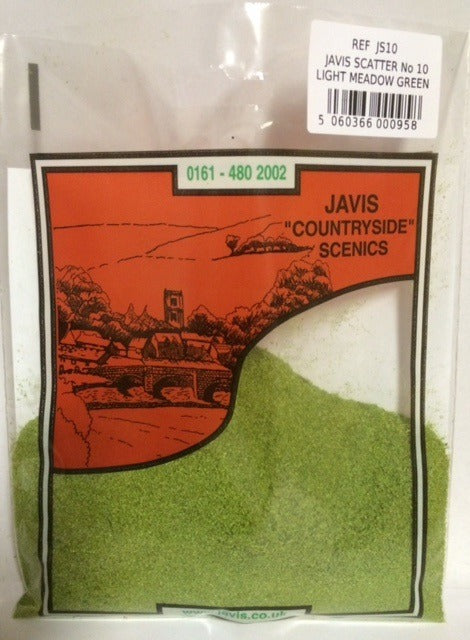 REF JS10
JAVIS SCATTER No 10
LIGHT MEADOW GREEN
5 060366 000958
0161 - 480 2002
JAVIS
"COUNTRYSIDE"
SCENICS
www.javis.co.uk